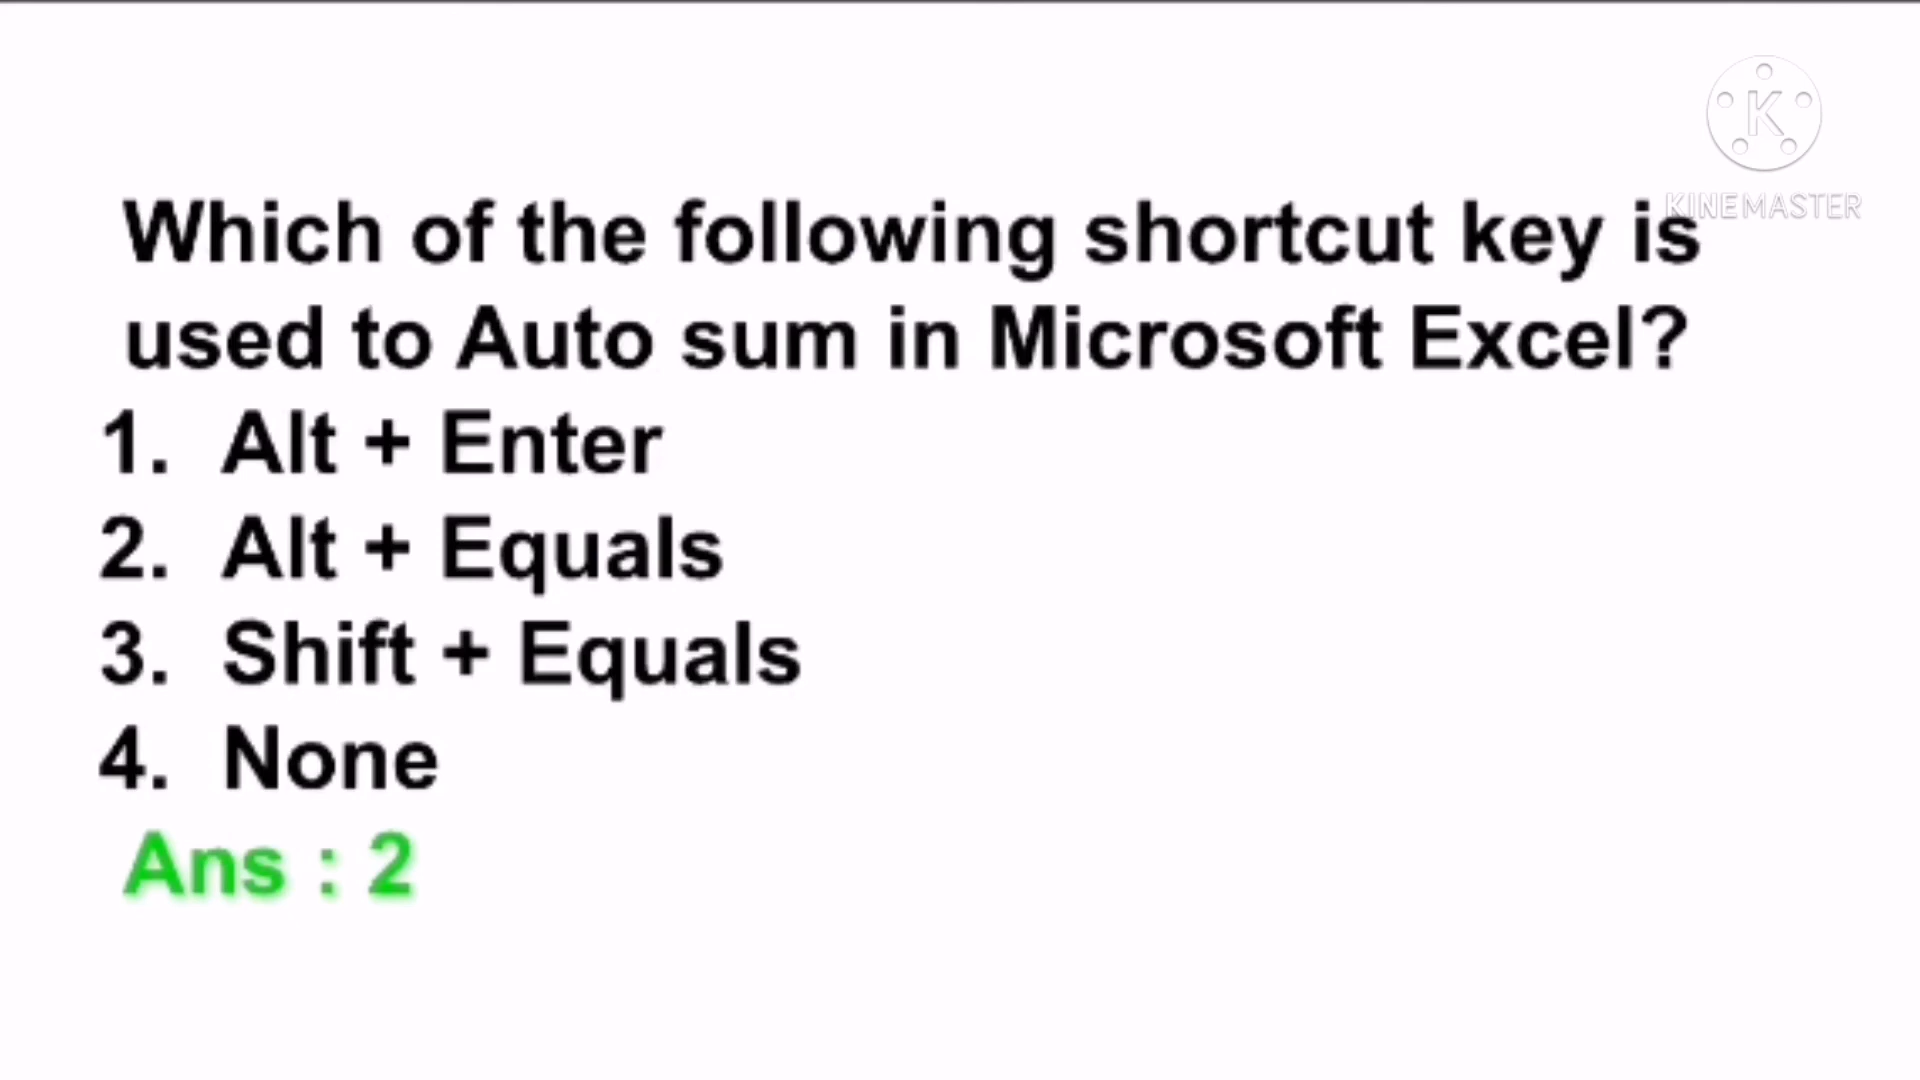 K
KINEMASTER
Which of the following shortcut key is
used to Auto sum in Microsoft Excel?
1. Alt + Enter
2. Alt + Equals
3. Shift + Equals
4. None
Ans : 2